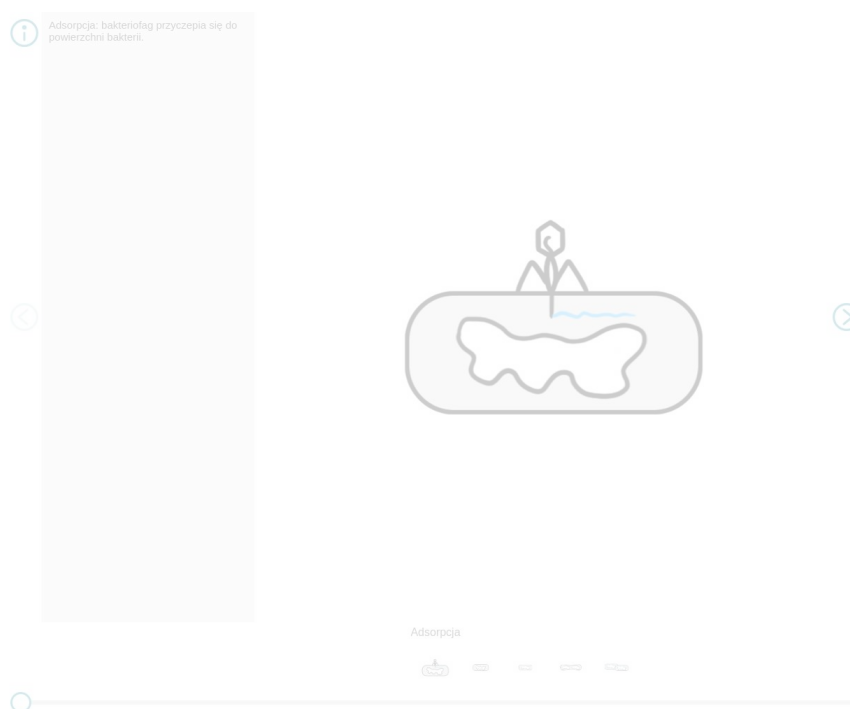 Adsorpcja: bakteriofag przyczepia się do
powierzchni bakterii.
Adsorpcja